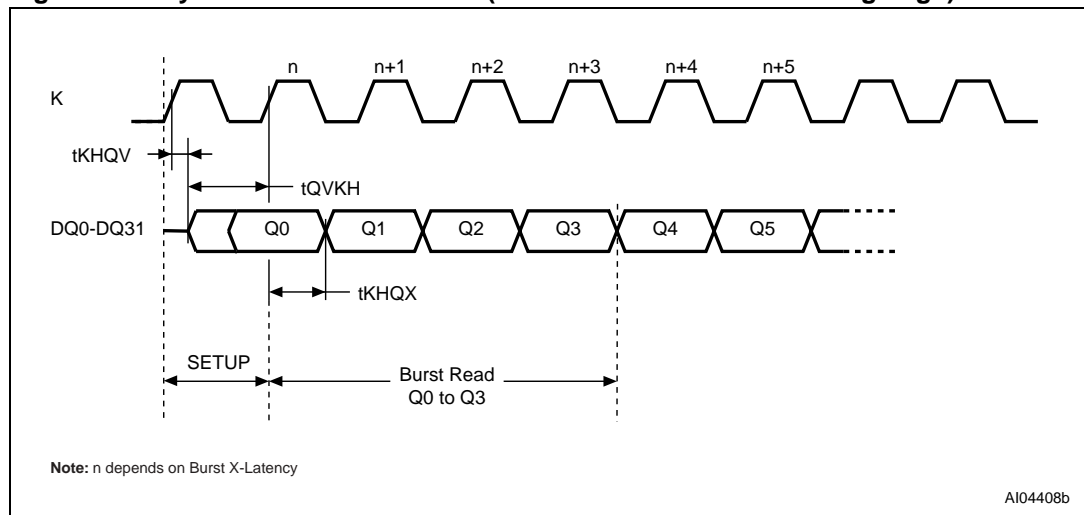 n n+1 n+2 n+3 n+4 n+5
K
tKHQV
tQVKH
DQ0-DQ31 Q0 Q1 Q2 Q3 Q4 Q5
tKHQX
SETUP
Burst Read
Q0 to Q3
Note: n depends on Burst X-Latency
AI04408b